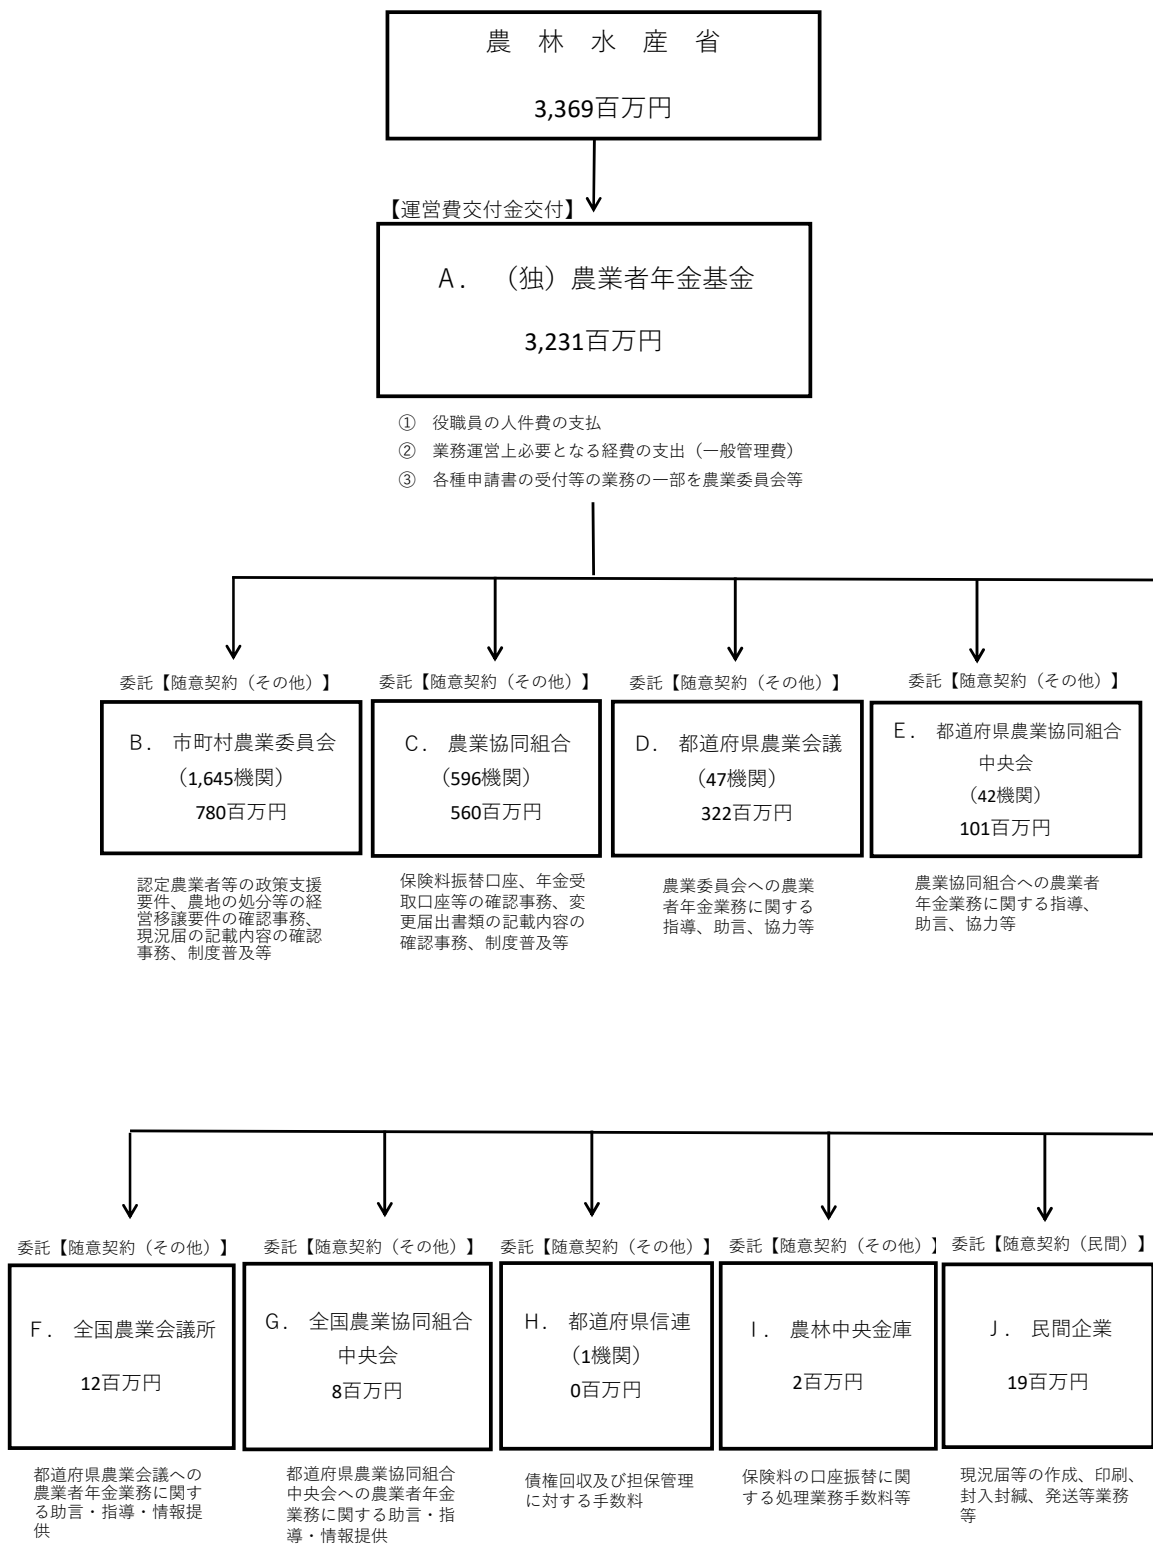 農　林　水　産　省
3,369百万円
【運営費交付金交付】
A．　（独）農業者年金基金
3,231百万円
①　役職員の人件費の支払
②　業務運営上必要となる経費の支出（一般管理費）
③　各種申請書の受付等の業務の一部を農業委員会等
委託【随意契約（その他）】
B．　市町村農業委員会
（1,645機関）
780百万円
認定農業者等の政策支援
要件、農地の処分等の経
営移譲要件の確認事務、
現況届の記載内容の確認
事務、制度普及等
委託【随意契約（その他）】
C．　農業協同組合
（596機関）
560百万円
保険料振替口座、年金受
取口座等の確認事務、変
更届出書類の記載内容の
確認事務、制度普及等
委託【随意契約（その他）】
D．　都道府県農業会議
（47機関）
322百万円
農業委員会への農業
者年金業務に関する
指導、助言、協力等
委託【随意契約（その他）】
E．　都道府県農業協同組合
中央会
（42機関）
101百万円
農業協同組合への農業者
年金業務に関する指導、
助言、協力等
委託【随意契約（その他）】
F．　全国農業会議所
12百万円
都道府県農業会議への
農業者年金業務に関す
る助言・指導・情報提
供
委託【随意契約（その他）】
G．　全国農業協同組合
中央会
8百万円
都道府県農業協同組合
中央会への農業者年金
業務に関する助言・指
導・情報提供
委託【随意契約（その他）】
H．　都道府県信連
（1機関）
0百万円
債権回収及び担保管理
に対する手数料
委託【随意契約（その他）】
I．　農林中央金庫
2百万円
保険料の口座振替に関
する処理業務手数料等
委託【随意契約（民間）】
J．　民間企業
19百万円
現況届等の作成、印刷、
封入封緘、発送等業務
等